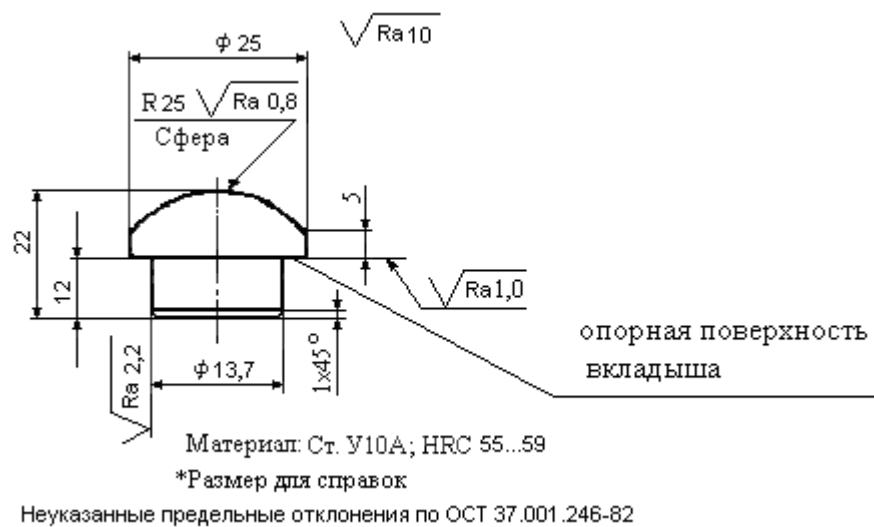 Ra 10
ϕ 25
R 25 Ra 0,8
Сфера
5
22
12
Ra 1,0
опорная поверхность
вкладыша
Ra 2,2
ϕ 13,7
1x45°
Материал: Ст. У10А; HRC 55...59
*Размер для справок
Неуказанные предельные отклонения по ОСТ 37.001.246-82